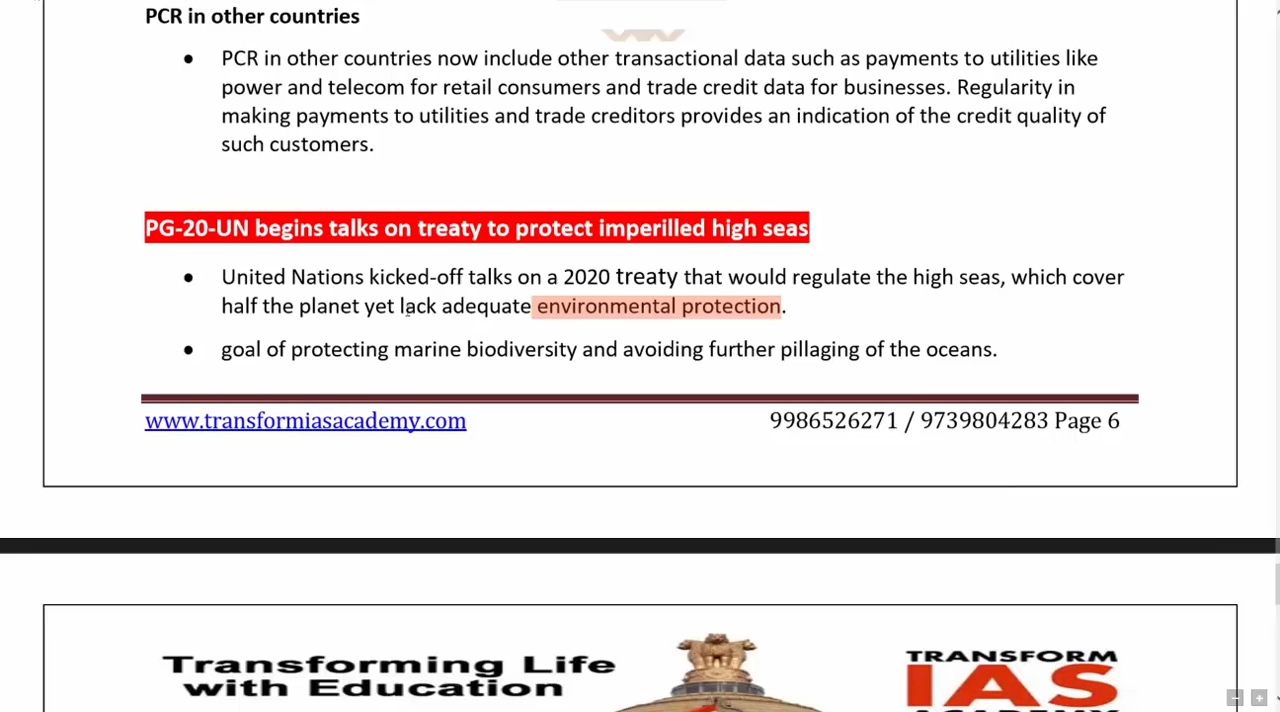 PCR in other countries
• PCR in other countries now include other transactional data such as payments to utilities like
power and telecom for retail consumers and trade credit data for businesses. Regularity in
making payments to utilities and trade creditors provides an indication of the credit quality of
such customers.
PG-20-UN begins talks on treaty to protect imperilled high seas
• United Nations kicked-off talks on a 2020 treaty that would regulate the high seas, which cover
half the planet yet lack adequate environmental protection.
• goal of protecting marine biodiversity and avoiding further pillaging of the oceans.
www.transformiasacademy.com 9986526271 / 9739804283 Page 6
Transforming Life
with Education
TRANSFORM
IAS
ACADEMY